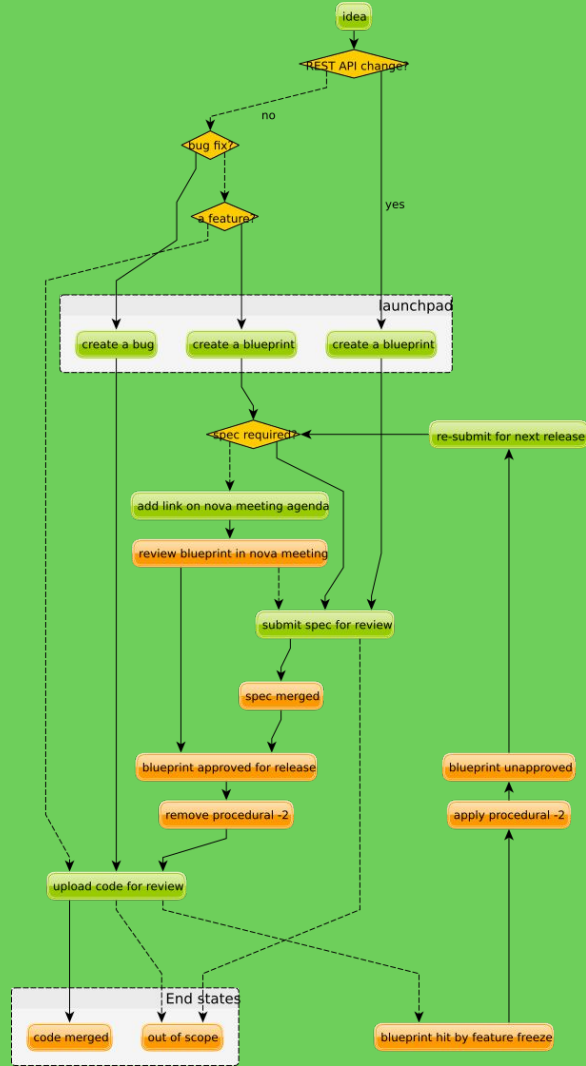 idea
REST API change?
no
bug fix?
yes
a feature?
launchpad
create a bug
create a blueprint
create a blueprint
spec required?
re-submit for next release
add link on nova meeting agenda
review blueprint in nova meeting
submit spec for review
spec merged
blueprint approved for release
blueprint unapproved
remove procedural -2
apply procedural -2
upload code for review
End states
code merged
out of scope
blueprint hit by feature freeze